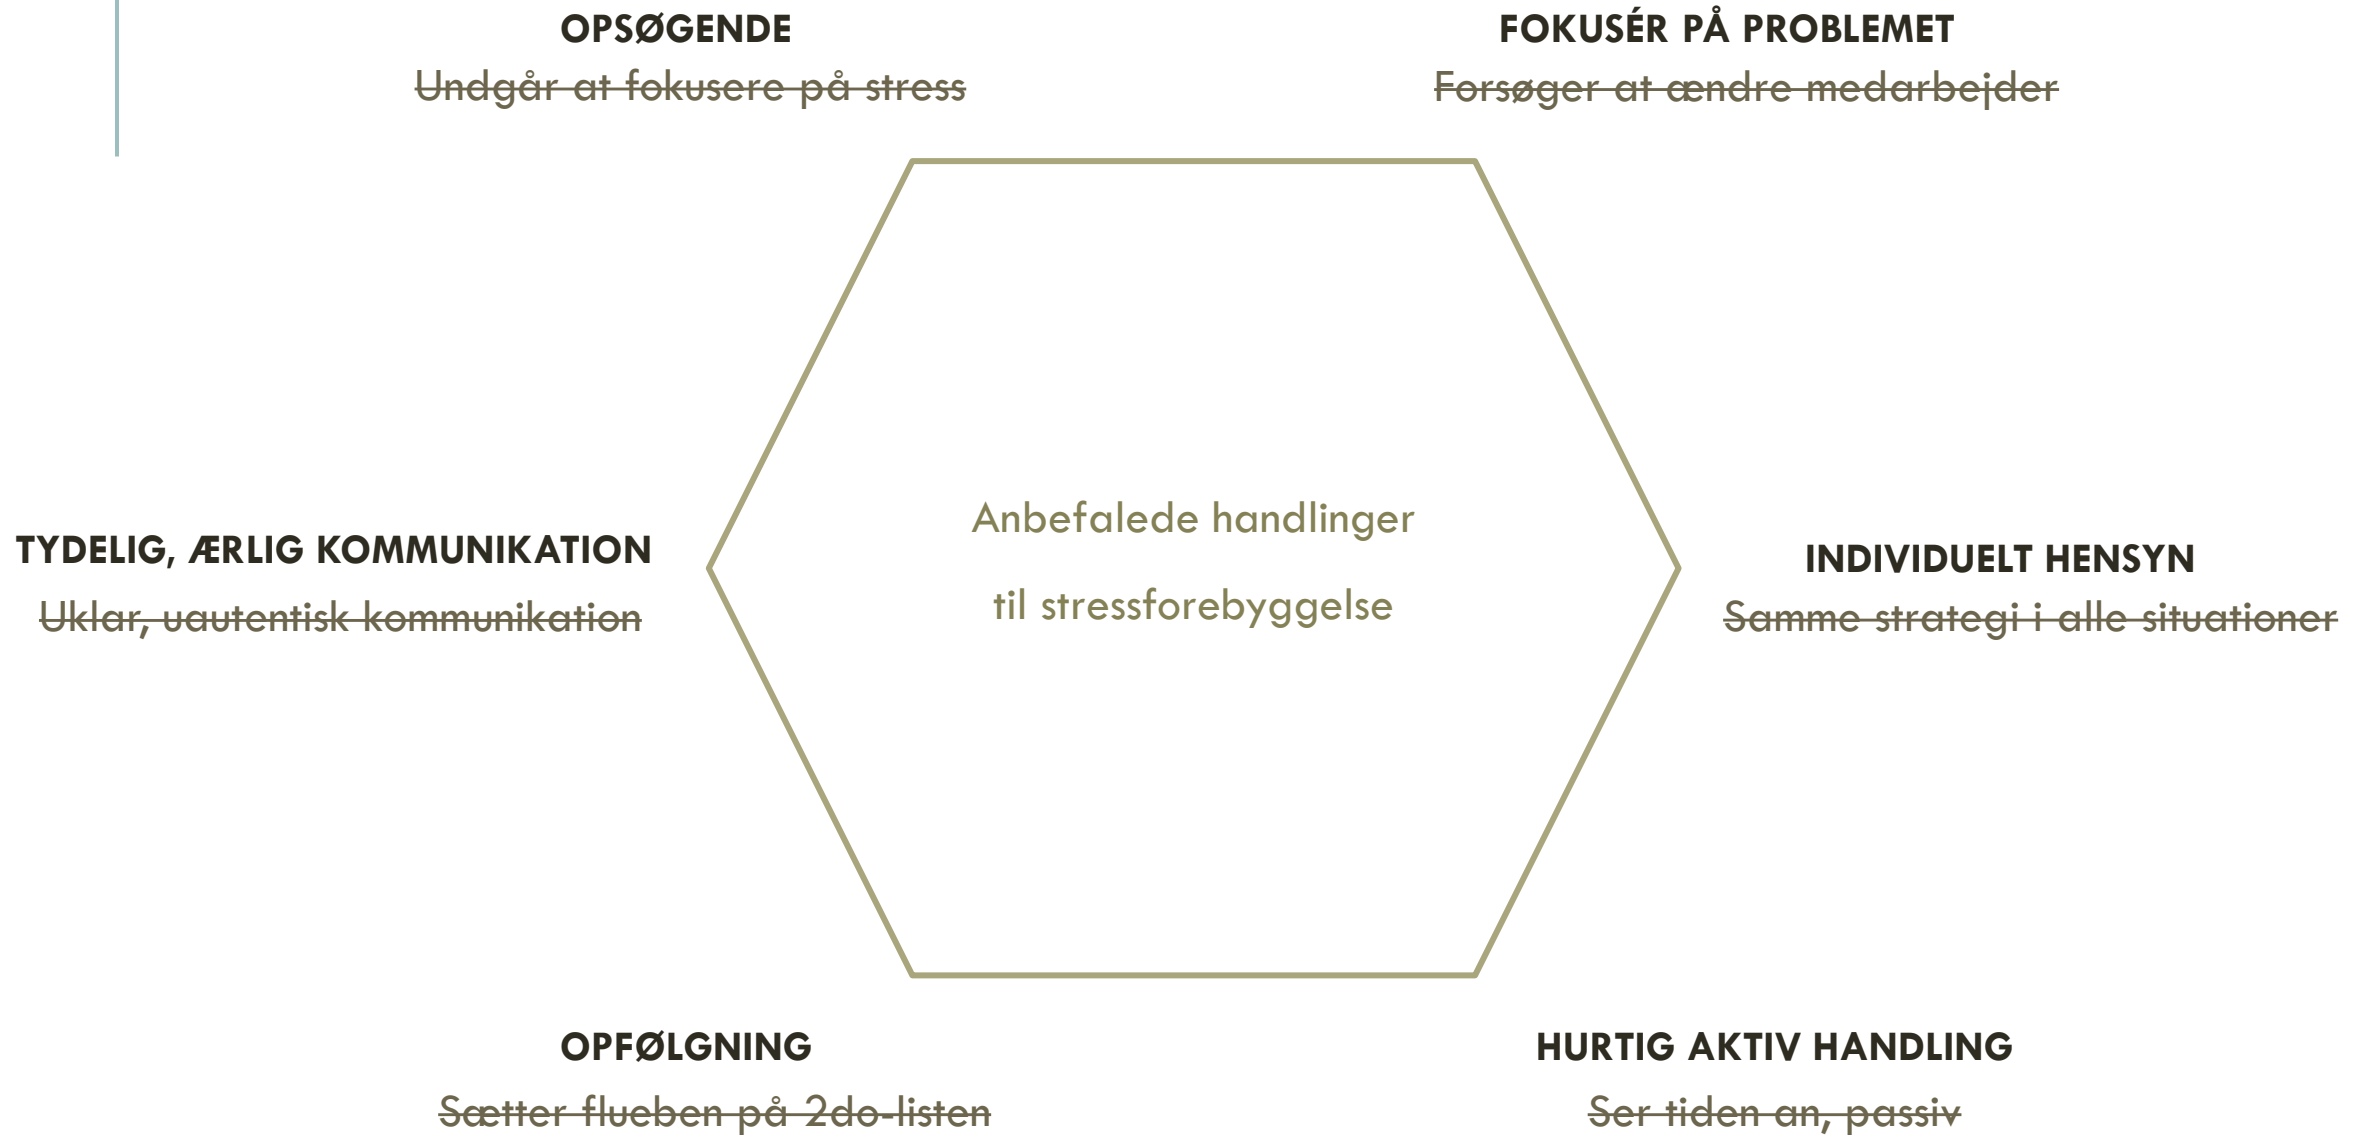 OPSØGENDE
Undgår at fokusere på stress
FOKUSÉR PÅ PROBLEMET
Forsøger at ændre medarbejder
Anbefalede handlinger
til stressforebyggelse
TYDELIG, ÆRLIG KOMMUNIKATION
Uklar, uautentisk kommunikation
INDIVIDUELT HENSYN
Samme strategi i alle situationer
OPFØLGNING
Sætter flueben på 2do-listen
HURTIG AKTIV HANDLING
Ser tiden an, passiv